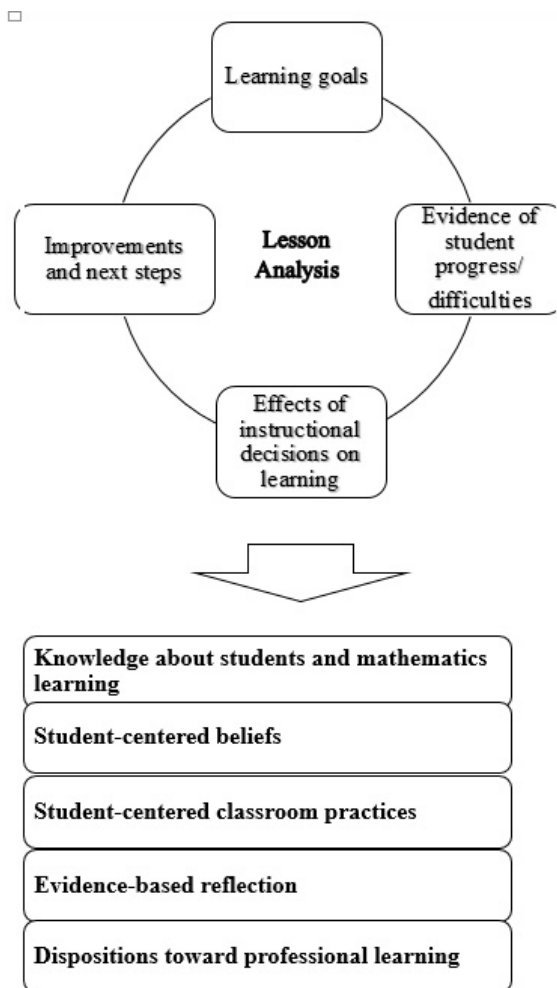 Learning goals
Improvements
and next steps
Lesson
Analysis
Evidence of
student
progress/
difficulties
Effects of
instructional
decisions on
learning
Knowledge about students and mathematics
learning
Student-centered beliefs
Student-centered classroom practices
Evidence-based reflection
Dispositions toward professional learning